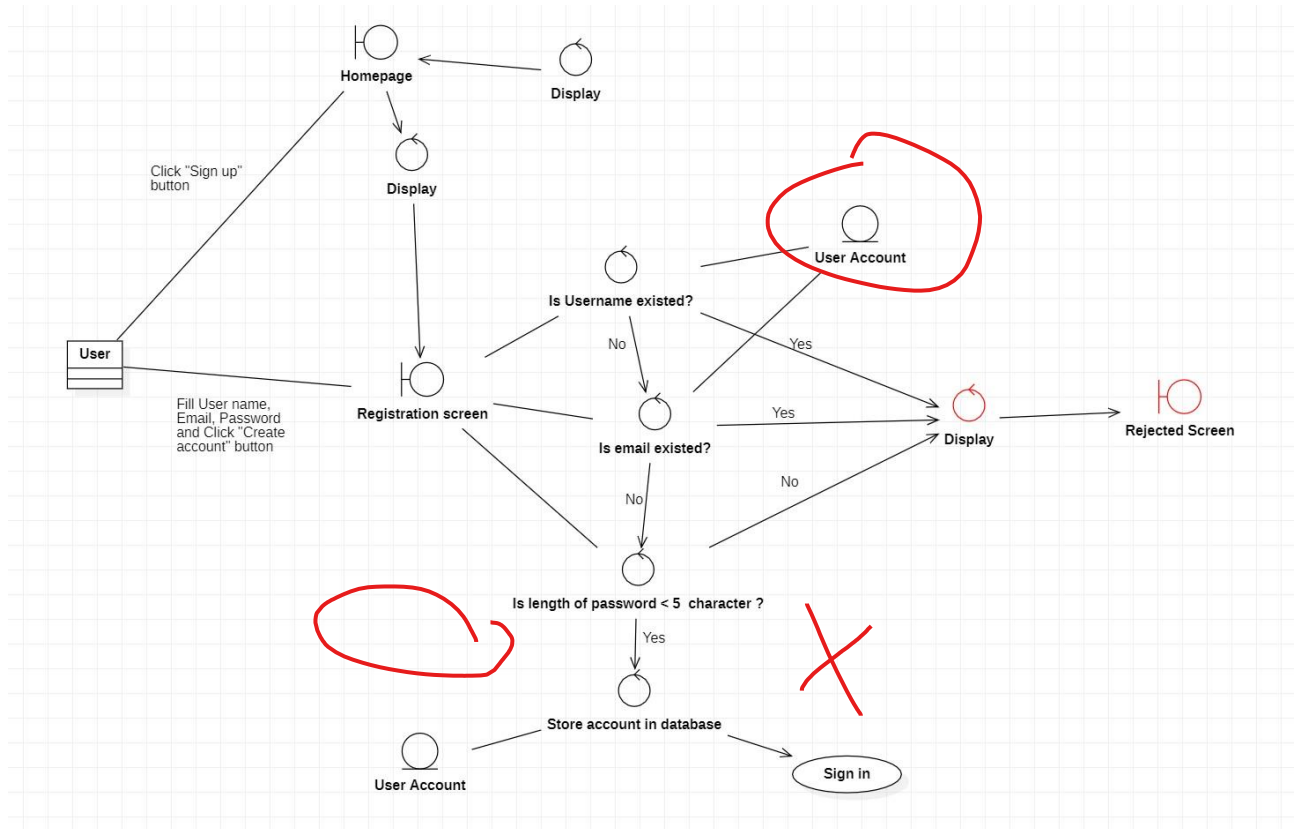 Homepage
Display
Click "Sign up"
button
Display
User Account
Is Username existed?
User
No
Yes
Registration screen
Fill User name,
Email, Password
and Click "Create
account" button
Yes
Is email existed?
Display
Rejected Screen
No
No
Is length of password < 5  character ?
Yes
Store account in database
User Account
Sign in